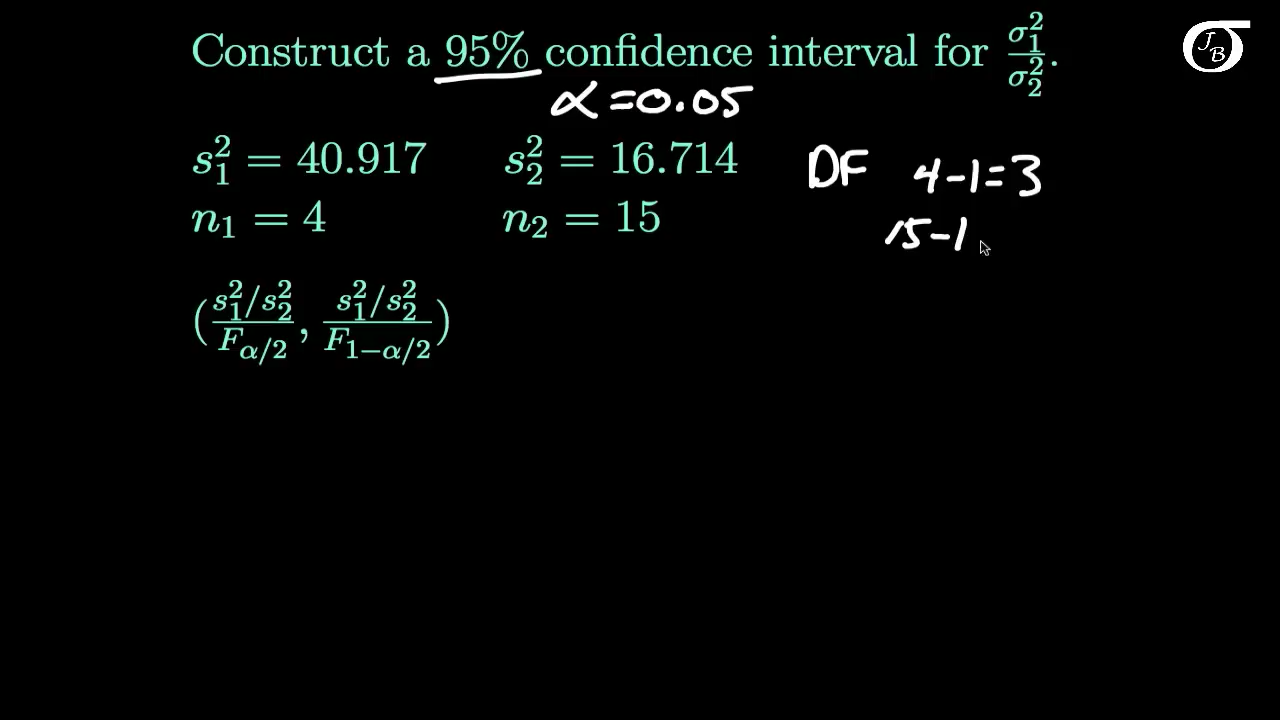 Construct a 95% confidence interval for σ₁²/σ₂².
α = 0.05
s₁² = 40.917 s₂² = 16.714 DF 4-1=3
n₁ = 4 n₂ = 15 15-1
(s₁²/s₂² / F_{α/2}, s₁²/s₂² / F_{1−α/2})
σ JB